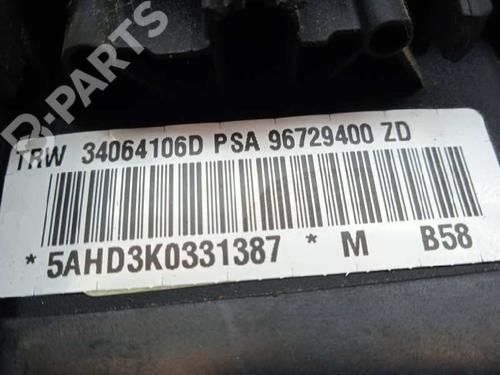 B-PARTS
TRW 34064106D PSA 96729400 ZD
* 5AHD3K0331387 * M B58